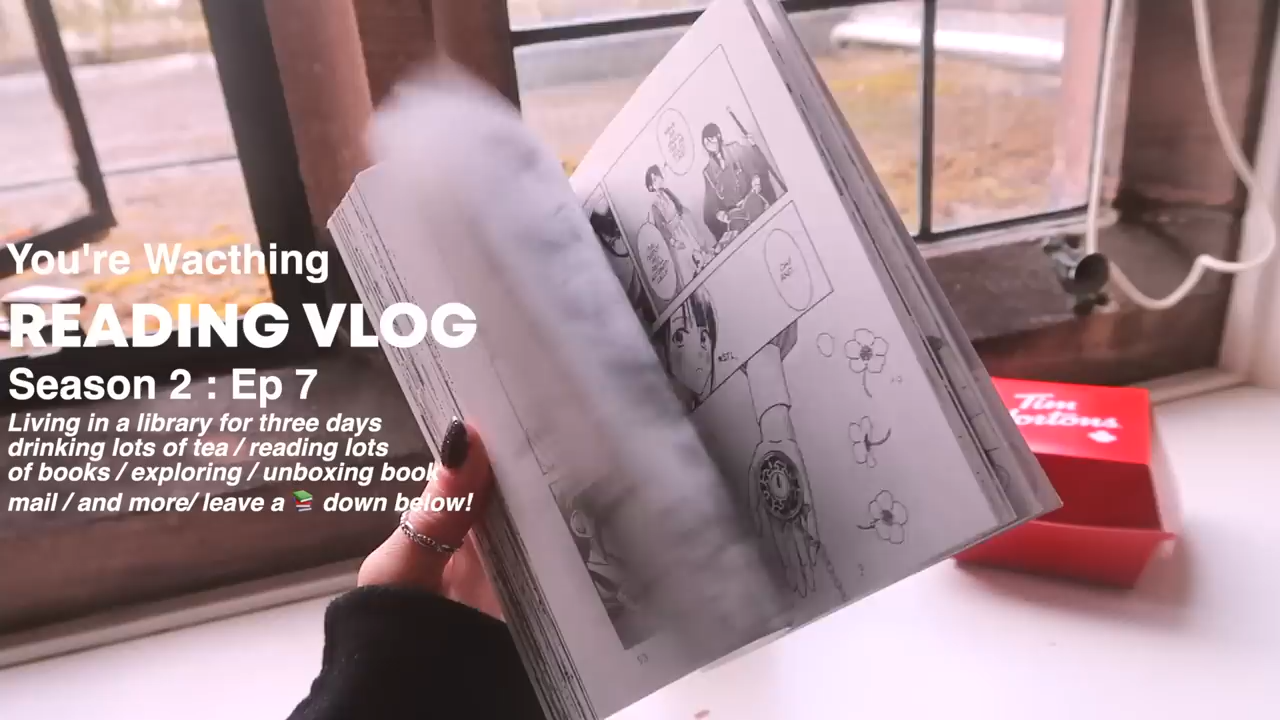 You're Wacthing
READING VLOG
Season 2 : Ep 7
Living in a library for three days
drinking lots of tea / reading lots
of books / exploring / unboxing book
mail / and more/ leave a 📚 down below!
Tim
Hortons